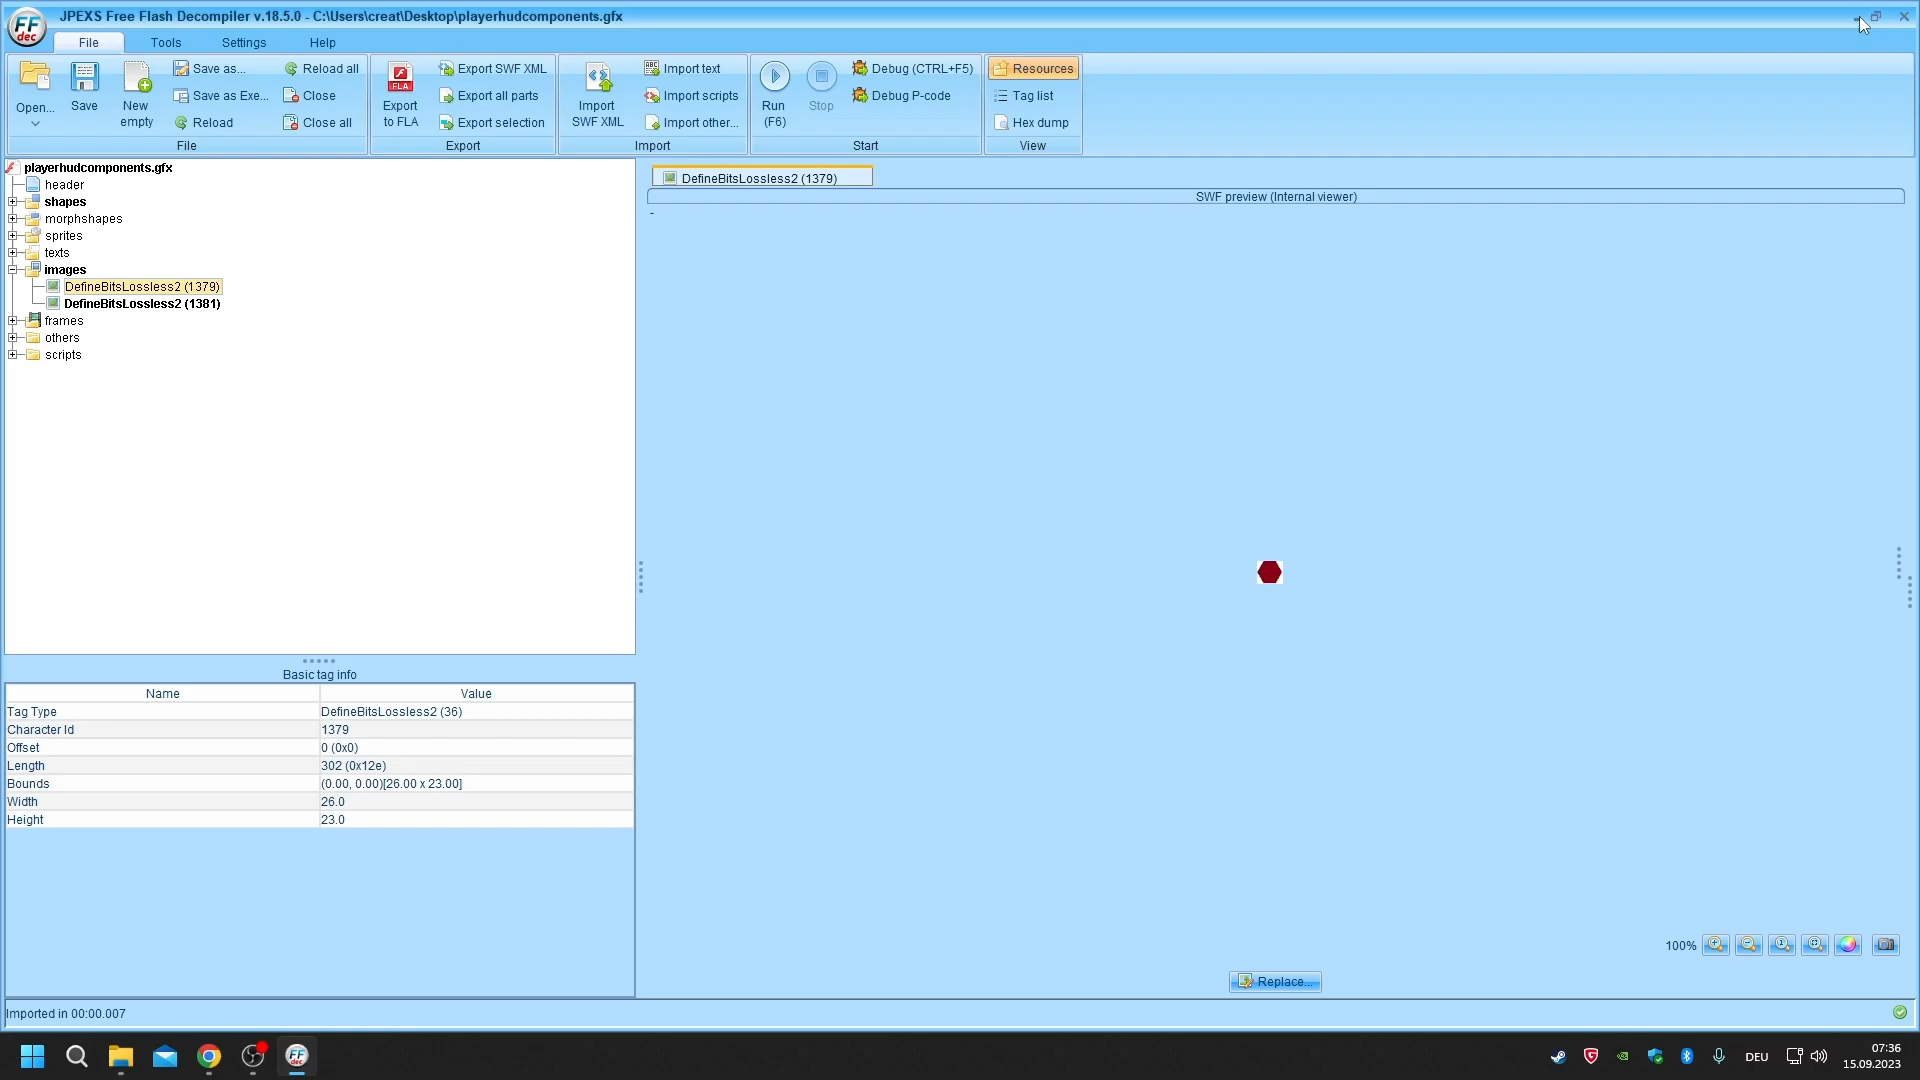 JPEXS Free Flash Decompiler v.18.5.0 - C:\Users\creat\Desktop\playerhudcomponents.gfx
FF
dec
File
Tools
Settings
Help
Open...
Save
New
empty
Save as...
Save as Exe...
Reload
Reload all
Close
Close all
File
FLA
Export
to FLA
Export SWF XML
Export all parts
Export selection
Export
Import
SWF XML
Import text
Import scripts
Import other...
Import
Run
(F6)
Stop
Debug (CTRL+F5)
Debug P-code
Start
Resources
Tag list
Hex dump
View
playerhudcomponents.gfx
header
shapes
morphshapes
sprites
texts
images
DefineBitsLossless2 (1379)
DefineBitsLossless2 (1381)
frames
others
scripts
DefineBitsLossless2 (1379)
SWF preview (Internal viewer)
-
Basic tag info
Name Value
Tag Type DefineBitsLossless2 (36)
Character Id 1379
Offset 0 (0x0)
Length 302 (0x12e)
Bounds (0.00, 0.00)[26.00 x 23.00]
Width 26.0
Height 23.0
100%
Replace...
Imported in 00:00.007
FF
dec
DEU
07:36
15.09.2023